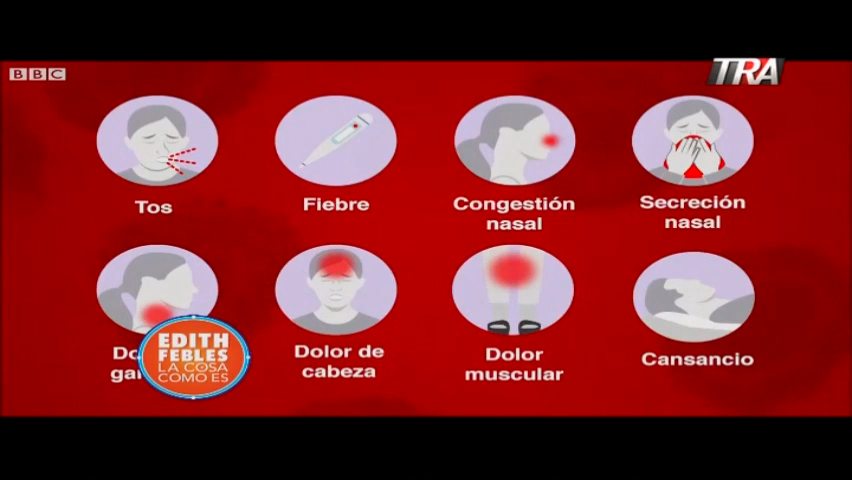 BBC
TRA
Tos
Fiebre
Congestión
nasal
Secreción
nasal
EDITH
FEBLES
LA COSA
COMO ES
Dolor de
cabeza
Dolor
muscular
Cansancio